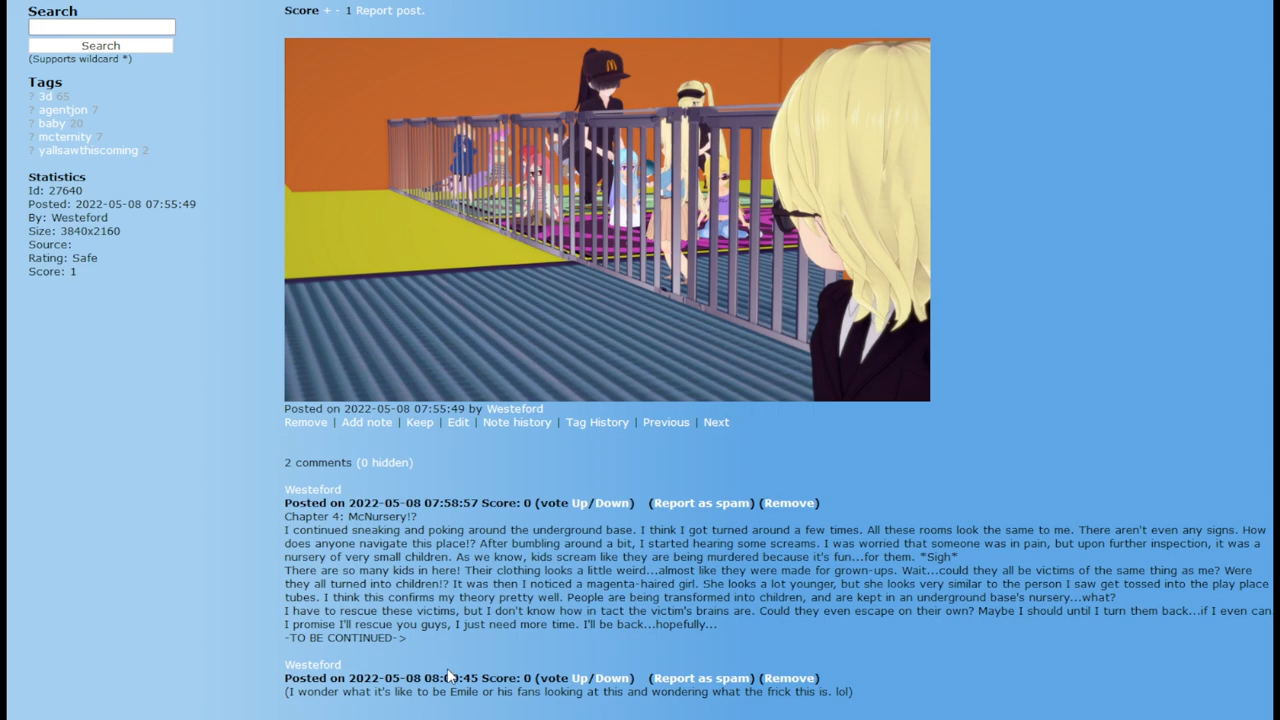 Search
Search
(Supports wildcard *)
Tags
? 3d 65
? agentjon 7
? baby 20
? mcternity 7
? yallsawthiscoming 2
Statistics
Id: 27640
Posted: 2022-05-08 07:55:49
By: Westeford
Size: 3840x2160
Source:
Rating: Safe
Score: 1
Score + - 1 Report post.
Posted on 2022-05-08 07:55:49 by Westeford
Remove | Add note | Keep | Edit | Note history | Tag History | Previous | Next
2 comments (0 hidden)
Westeford
Posted on 2022-05-08 07:58:57 Score: 0 (vote Up/Down) (Report as spam) (Remove)
Chapter 4: McNursery!?
I continued sneaking and poking around the underground base. I think I got turned around a few times. All these rooms look the same to me. There aren't even any signs. How
does anyone navigate this place!? After bumbling around a bit, I started hearing some screams. I was worried that someone was in pain, but upon further inspection, it was a
nursery of very small children. As we know, kids scream like they are being murdered because it's fun...for them. *Sigh*
There are so many kids in here! Their clothing looks a little weird...almost like they were made for grown-ups. Wait...could they all be victims of the same thing as me? Were
they all turned into children!? It was then I noticed a magenta-haired girl. She looks a lot younger, but she looks very similar to the person I saw get tossed into the play place
tubes. I think this confirms my theory pretty well. People are being transformed into children, and are kept in an underground base's nursery...what?
I have to rescue these victims, but I don't know how in tact the victim's brains are. Could they even escape on their own? Maybe I should until I turn them back...if I even can
I promise I'll rescue you guys, I just need more time. I'll be back...hopefully...
-TO BE CONTINUED->
Westeford
Posted on 2022-05-08 Score: 0 (vote Up/Down) (Report as spam) (Remove)
(I wonder what it's like to be Emile or his fans looking at this and wondering what the frick this is. lol)